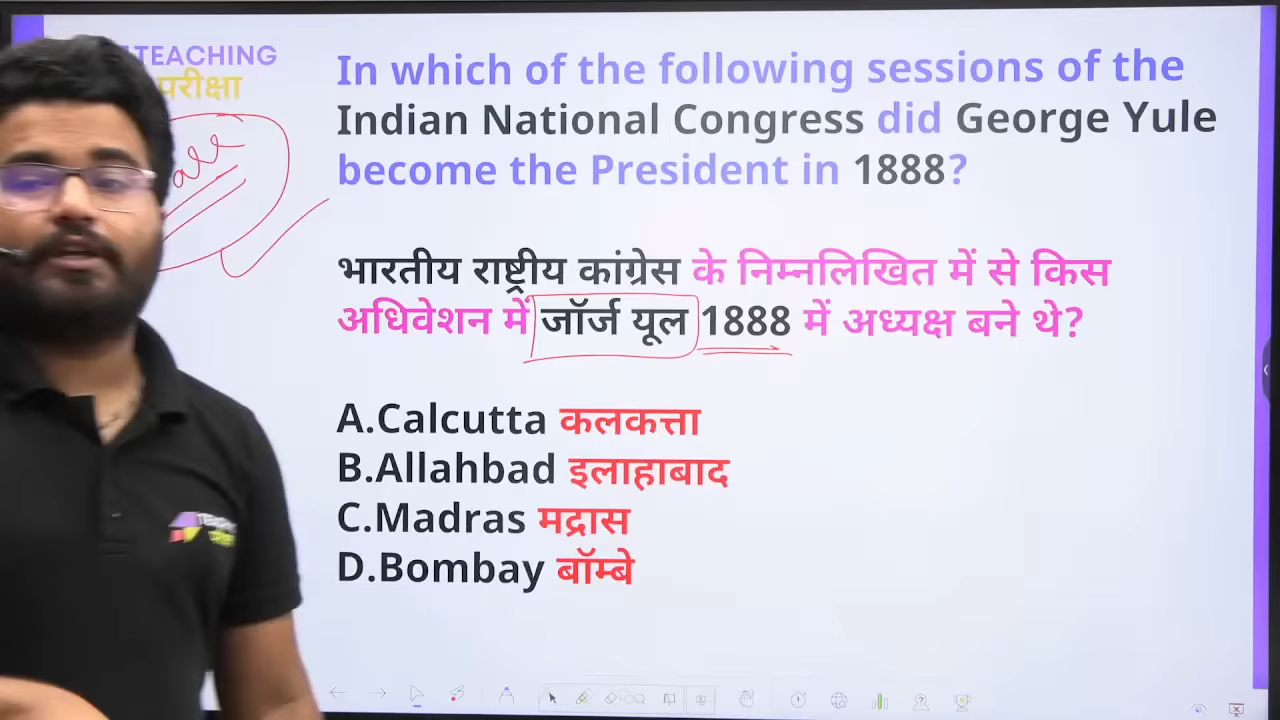 TEACHING
परीक्षा
In which of the following sessions of the
Indian National Congress did George Yule
become the President in 1888?
भारतीय राष्ट्रीय कांग्रेस के निम्नलिखित में से किस
अधिवेशन में जॉर्ज यूल 1888 में अध्यक्ष बने थे?
A.Calcutta कलकत्ता
B.Allahbad इलाहाबाद
C.Madras मद्रास
D.Bombay बॉम्बे